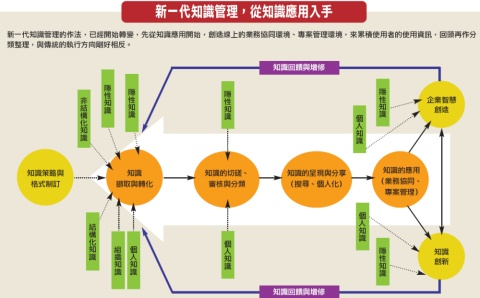 新一代知識管理，從知識應用入手
新一代知識管理的作法，已經開始轉變，先從知識應用開始，創造線上的業務協同環境、專案管理環境，來累積使用者的使用資訊，回頭再作分
類整理，與傳統的執行方向剛好相反。
知識回饋與增修
非結構化知識
隱性知識
隱性知識
隱性知識
隱性知識
個人知識
企業智慧
創造
知識策略與
格式制訂
知識
擷取與轉化
知識的切磋、
審核與分類
知識的呈現與分享
(搜尋、個人化)
知識的應用
(業務協同、
專案管理)
結構化知識
組織知識
個人知識
個人知識
個人知識
隱性知識
知識
創新
知識回饋與增修